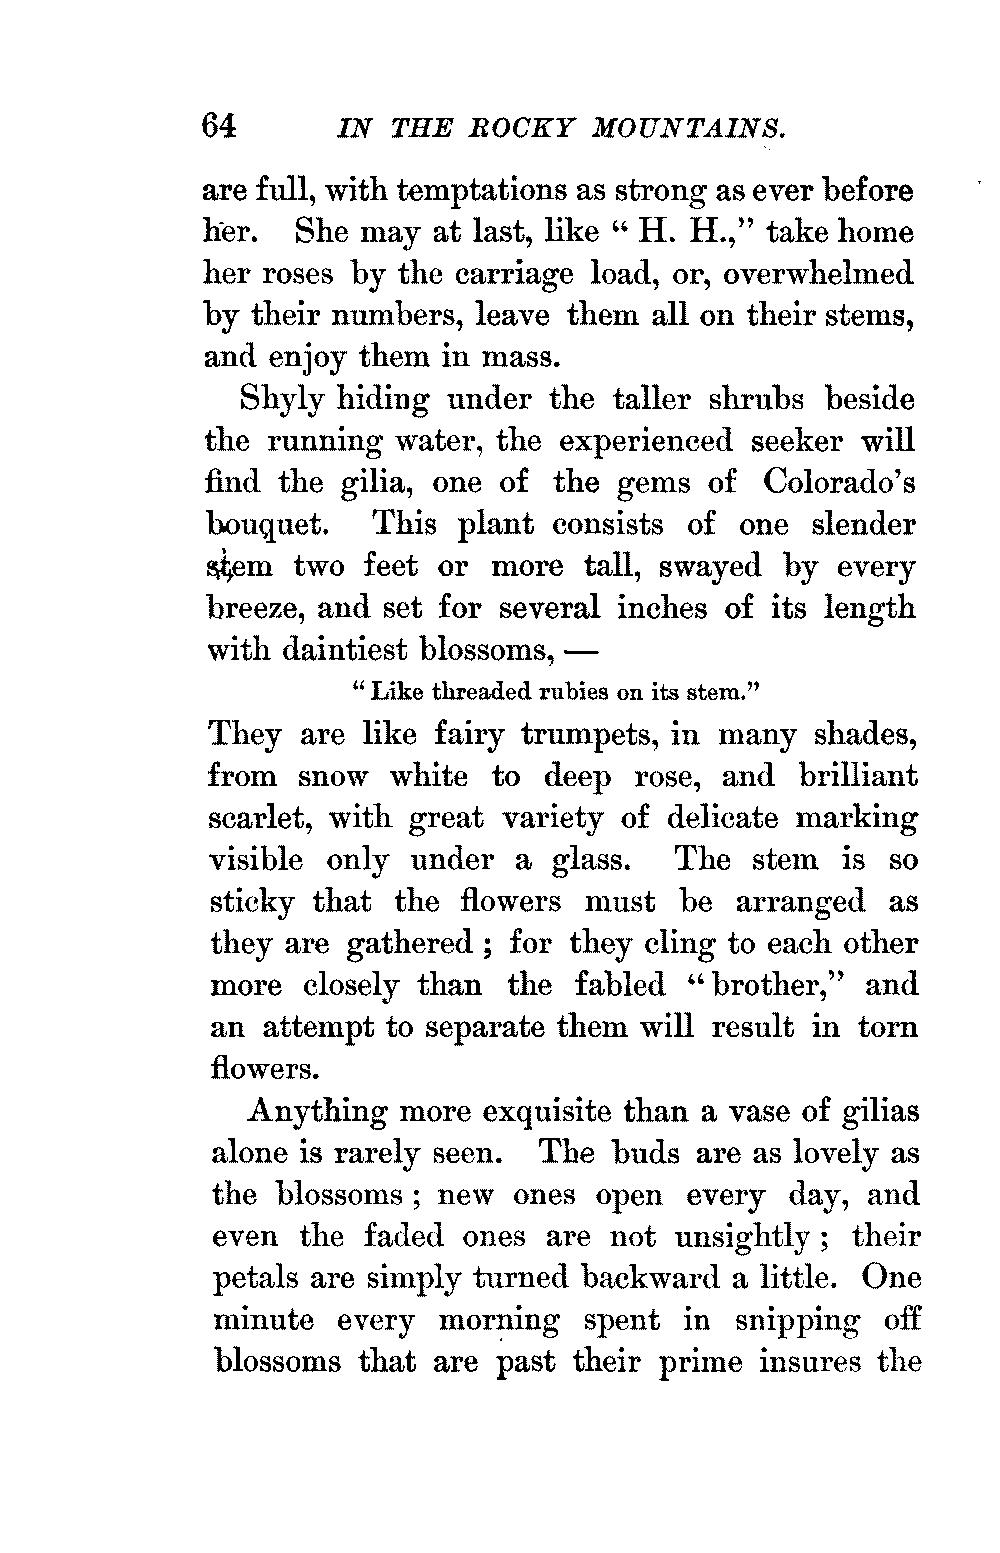 64 IN THE ROCKY MOUNTAINS.
are full, with temptations as strong as ever before
her. She may at last, like “ H. H.,” take home
her roses by the carriage load, or, overwhelmed
by their numbers, leave them all on their stems,
and enjoy them in mass.
Shyly hiding under the taller shrubs beside
the running water, the experienced seeker will
find the gilia, one of the gems of Colorado's
bouquet. This plant consists of one slender
stem two feet or more tall, swayed by every
breeze, and set for several inches of its length
with daintiest blossoms, —
“ Like threaded rubies on its stem.”
They are like fairy trumpets, in many shades,
from snow white to deep rose, and brilliant
scarlet, with great variety of delicate marking
visible only under a glass. The stem is so
sticky that the flowers must be arranged as
they are gathered ; for they cling to each other
more closely than the fabled “ brother,” and
an attempt to separate them will result in torn
flowers.
Anything more exquisite than a vase of gilias
alone is rarely seen. The buds are as lovely as
the blossoms ; new ones open every day, and
even the faded ones are not unsightly ; their
petals are simply turned backward a little. One
minute every morning spent in snipping off
blossoms that are past their prime insures the